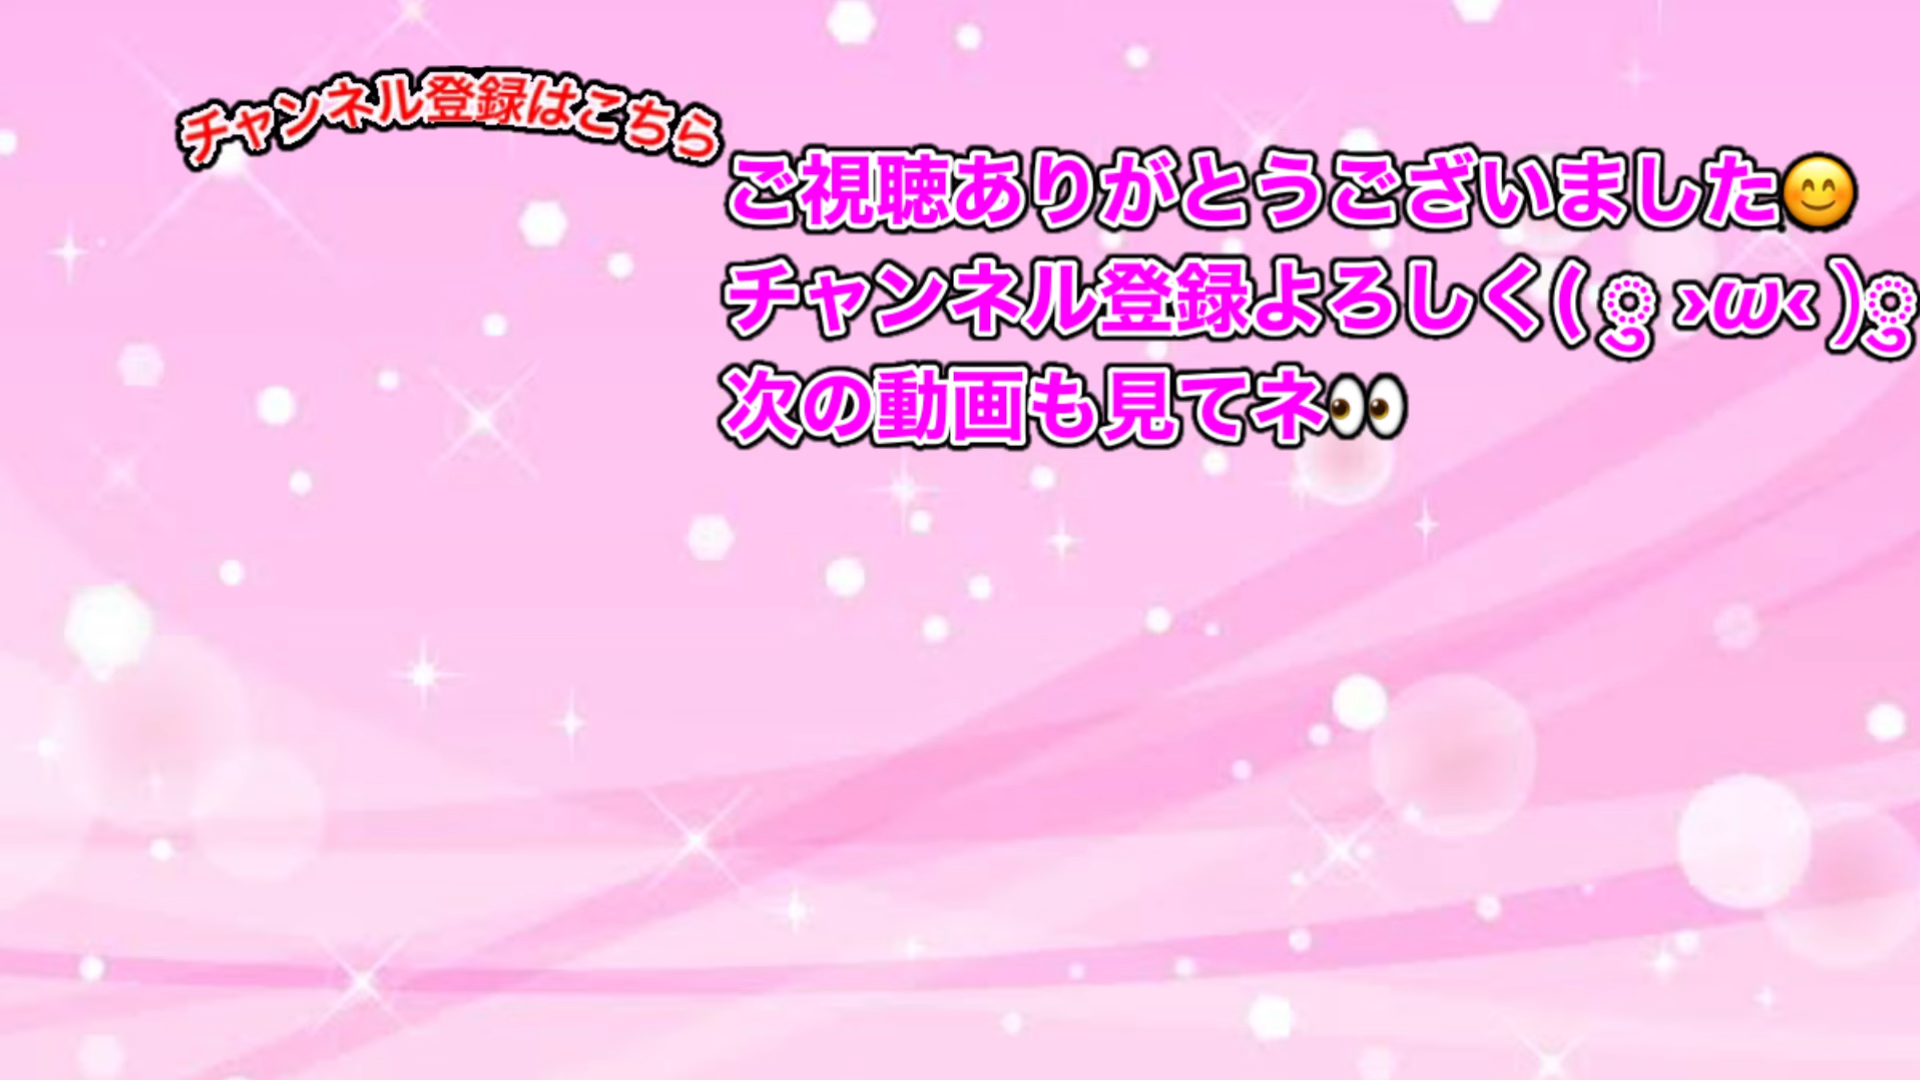 チャンネル登録はこちら
ご視聴ありがとうございました😊
チャンネル登録よろしく( ༘ ›ω‹ )༘
次の動画も見てネ👀